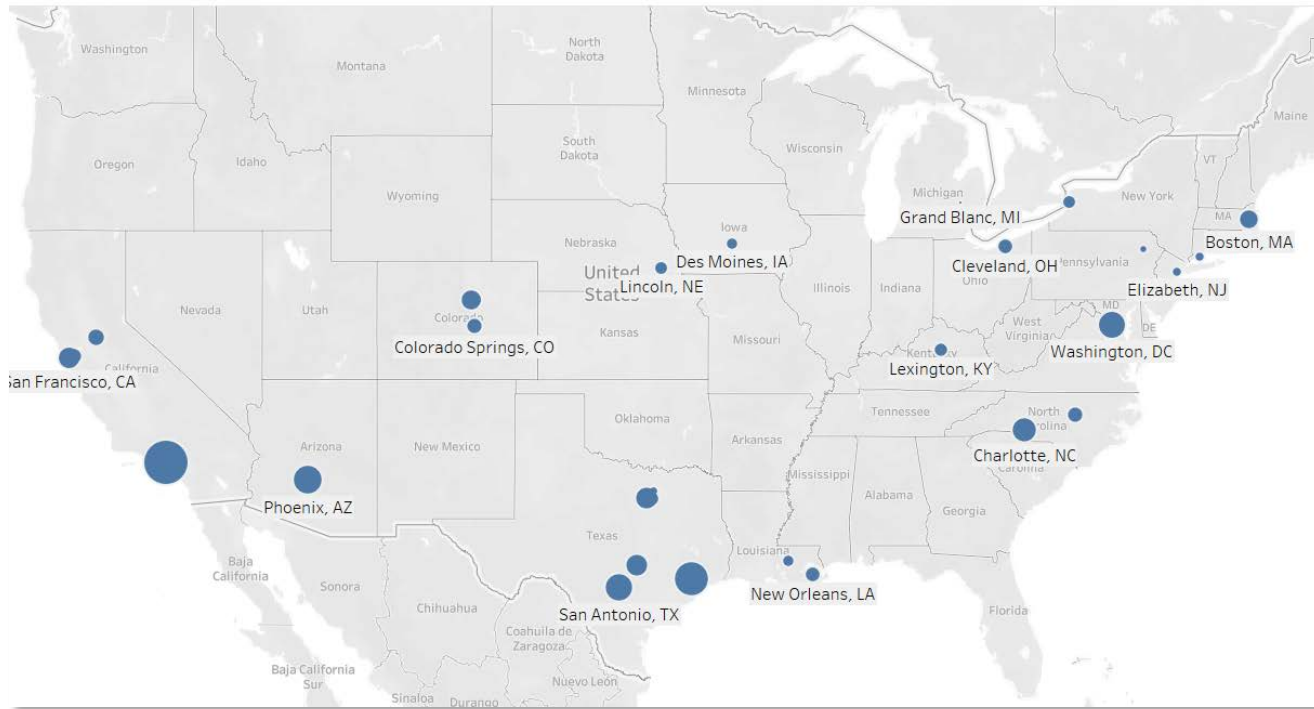 Washington
Montana
North
Dakota
Minnesota
Maine
Oregon
Idaho
South
Dakota
Wisconsin
VT
Wyoming
Michigan
New York
Grand Blanc, MI
MA
Boston, MA
Nebraska
Iowa
Des Moines, IA
Cleveland, OH
Pennsylvania
United
States
Lincoln, NE
Elizabeth, NJ
Nevada
Utah
Colorado
Illinois
Indiana
Ohio
MD
DE
Colorado Springs, CO
Kansas
Missouri
West
Virginia
Washington, DC
California
San Francisco, CA
Kentucky
Lexington, KY
Arizona
New Mexico
Oklahoma
Arkansas
Tennessee
North
Carolina
Charlotte, NC
Carolina
Phoenix, AZ
Mississippi
Alabama
Georgia
Texas
Louisiana
Baja
California
Sonora
Chihuahua
San Antonio, TX
New Orleans, LA
Florida
Coahuila de
Zaragoza
Baja California
Sur
Sinaloa
Durango
Nuevo León